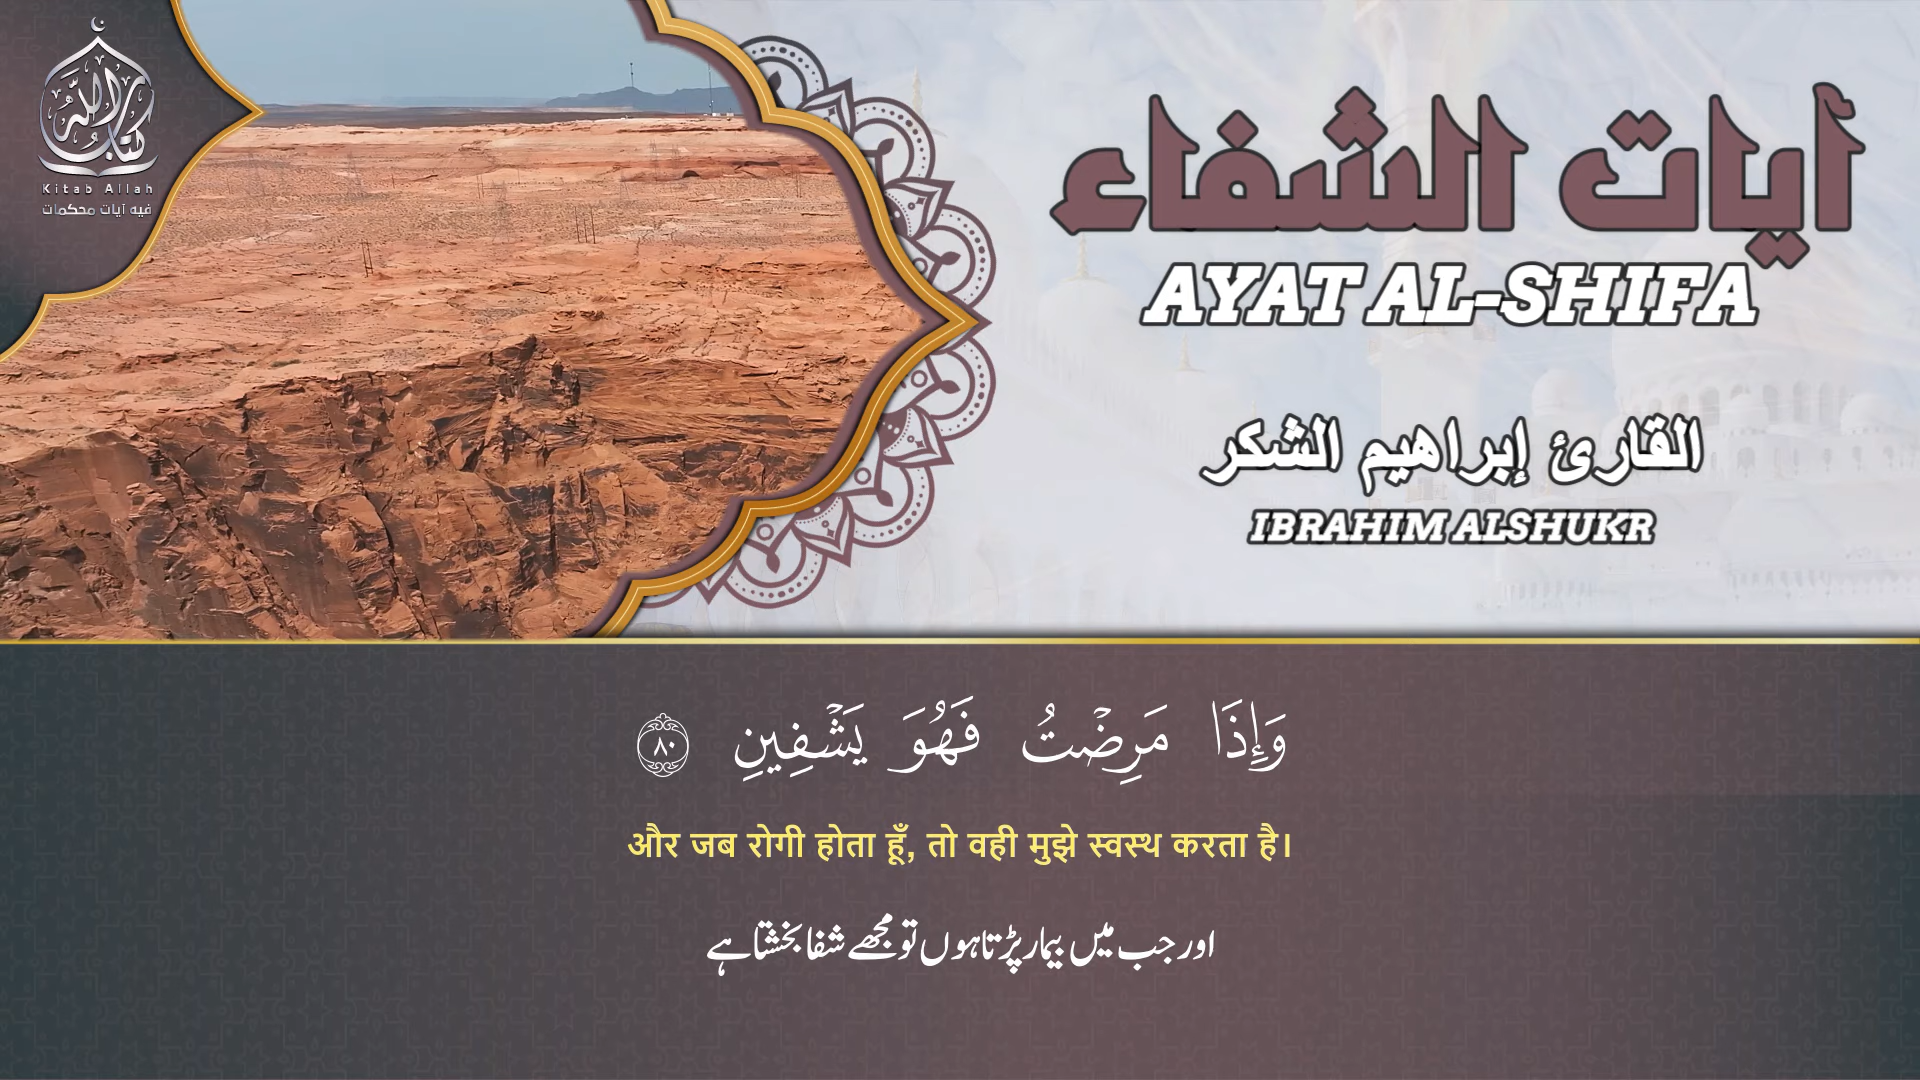 كتاب الله
Kitab Allah
فيه آيات محكمات
آيات الشفاء
AYAT AL-SHIFA
القارئ إبراهيم الشكر
IBRAHIM ALSHUKR
وَإِذَا مَرِضْتُ فَهُوَ يَشْفِينِ ٨٠
और जब रोगी होता हूँ, तो वही मुझे स्वस्थ करता है।
اور جب میں بیمار پڑتا ہوں تو مجھے شفا بخشتا ہے